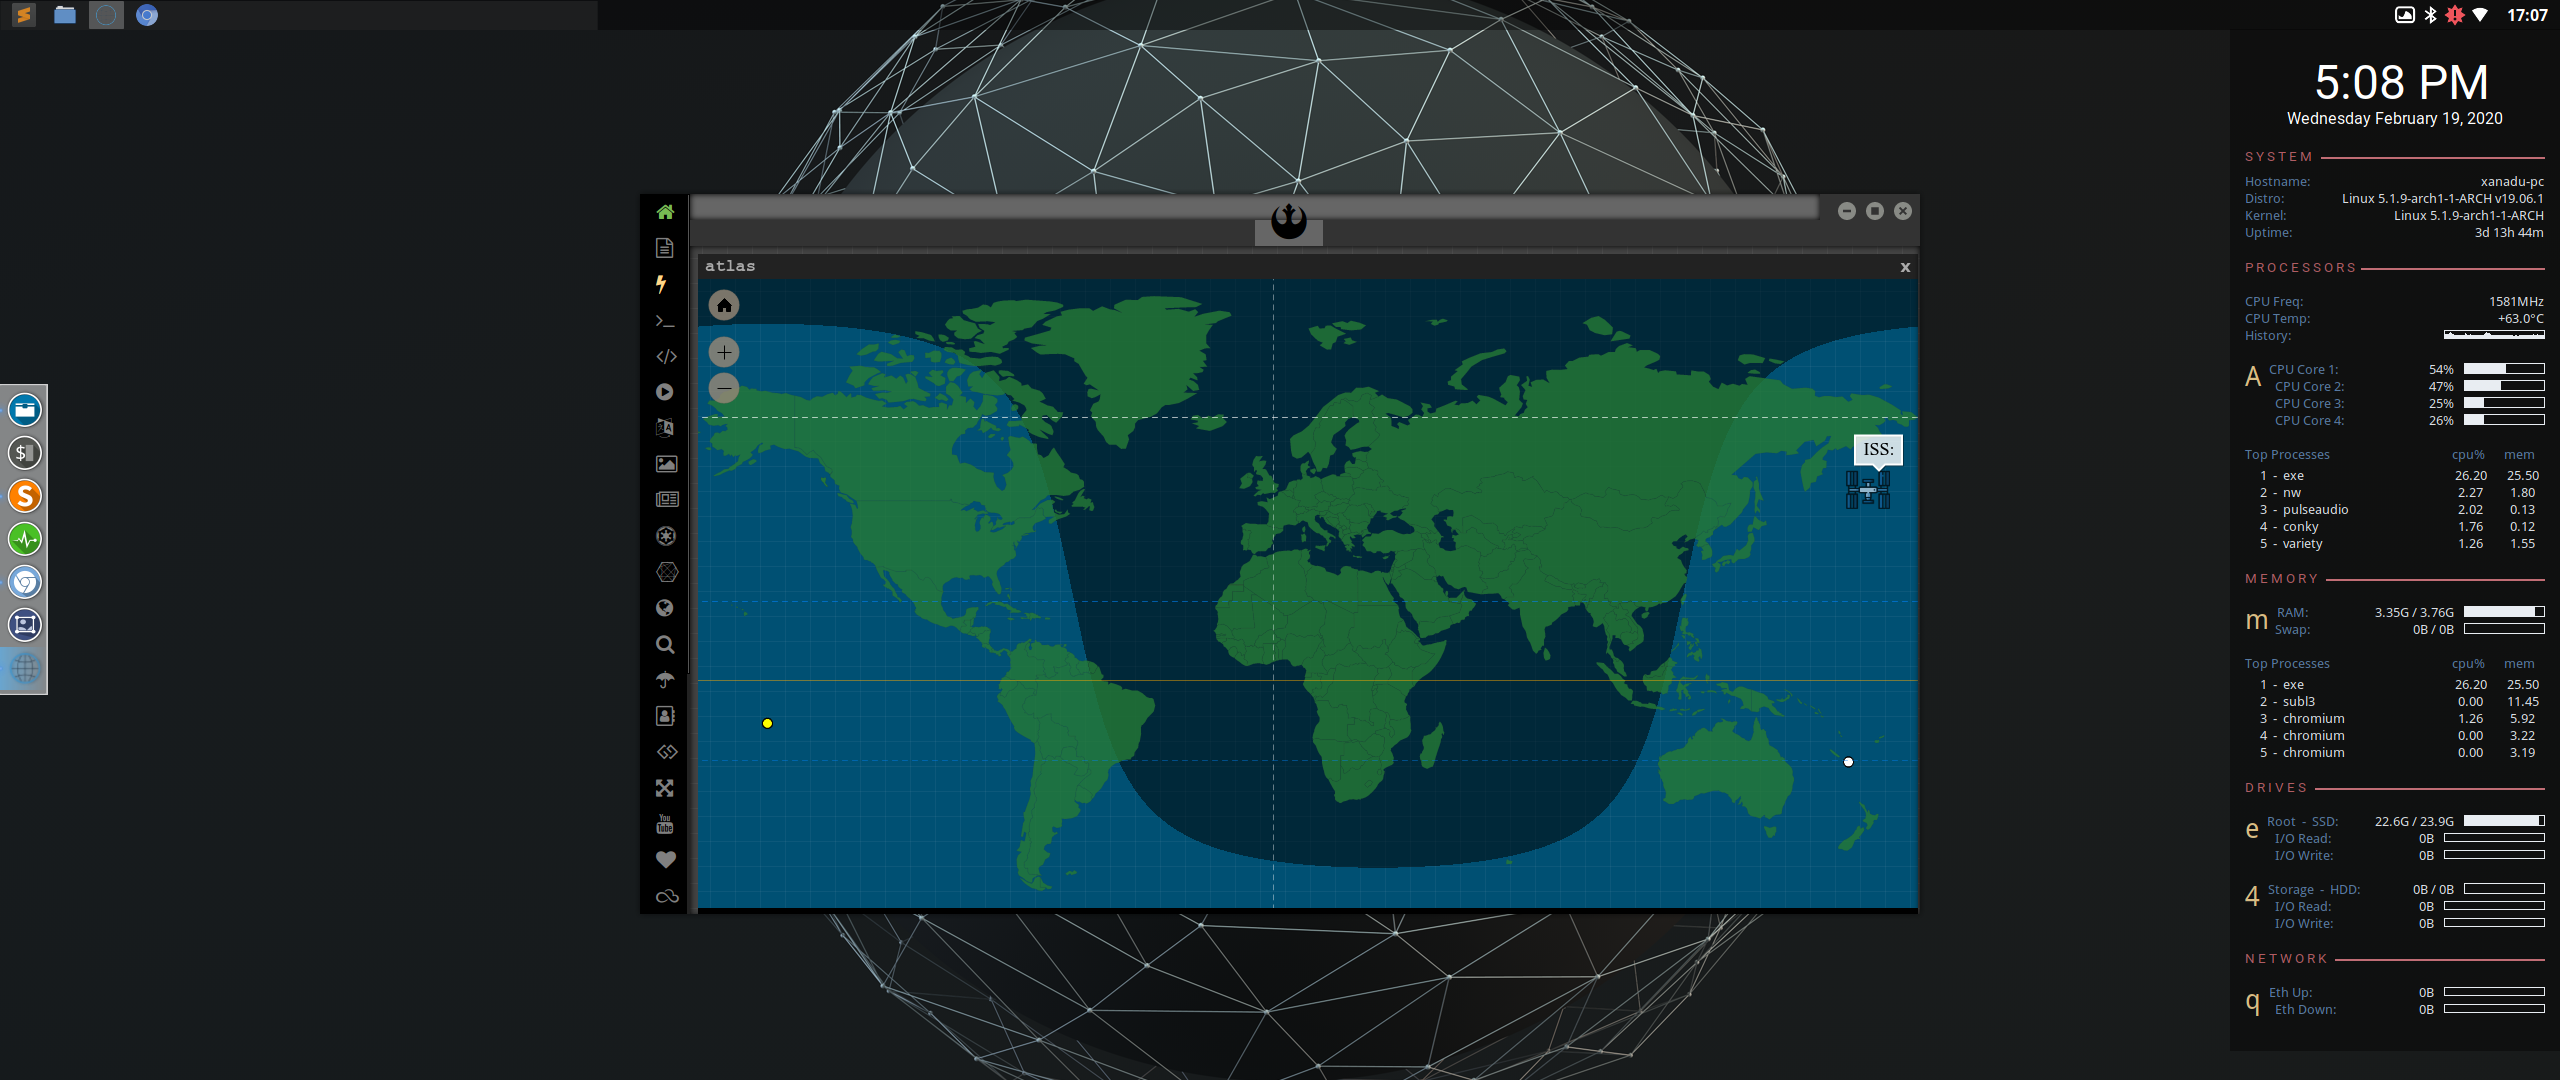 17:07
5:08 PM
Wednesday February 19, 2020
SYSTEM
Hostname: xanadu-pc
Distro: Linux 5.1.9-arch1-1-ARCH v19.06.1
Kernel: Linux 5.1.9-arch1-1-ARCH
Uptime: 3d 13h 44m
PROCESSORS
CPU Freq: 1581MHz
CPU Temp: +63.0°C
History:
A CPU Core 1: 54%
CPU Core 2: 47%
CPU Core 3: 25%
CPU Core 4: 26%
Top Processes cpu% mem
1 - exe 26.20 25.50
2 - nw 2.27 1.80
3 - pulseaudio 2.02 0.13
4 - conky 1.76 0.12
5 - variety 1.26 1.55
MEMORY
m RAM: 3.35G / 3.76G
Swap: 0B / 0B
Top Processes cpu% mem
1 - exe 26.20 25.50
2 - subl3 0.00 11.45
3 - chromium 1.26 5.92
4 - chromium 0.00 3.22
5 - chromium 0.00 3.19
DRIVES
e Root - SSD: 22.6G / 23.9G
I/O Read: 0B
I/O Write: 0B
4 Storage - HDD: 0B / 0B
I/O Read: 0B
I/O Write: 0B
NETWORK
q Eth Up: 0B
Eth Down: 0B
atlas x
ISS:
You
Tube
$
S